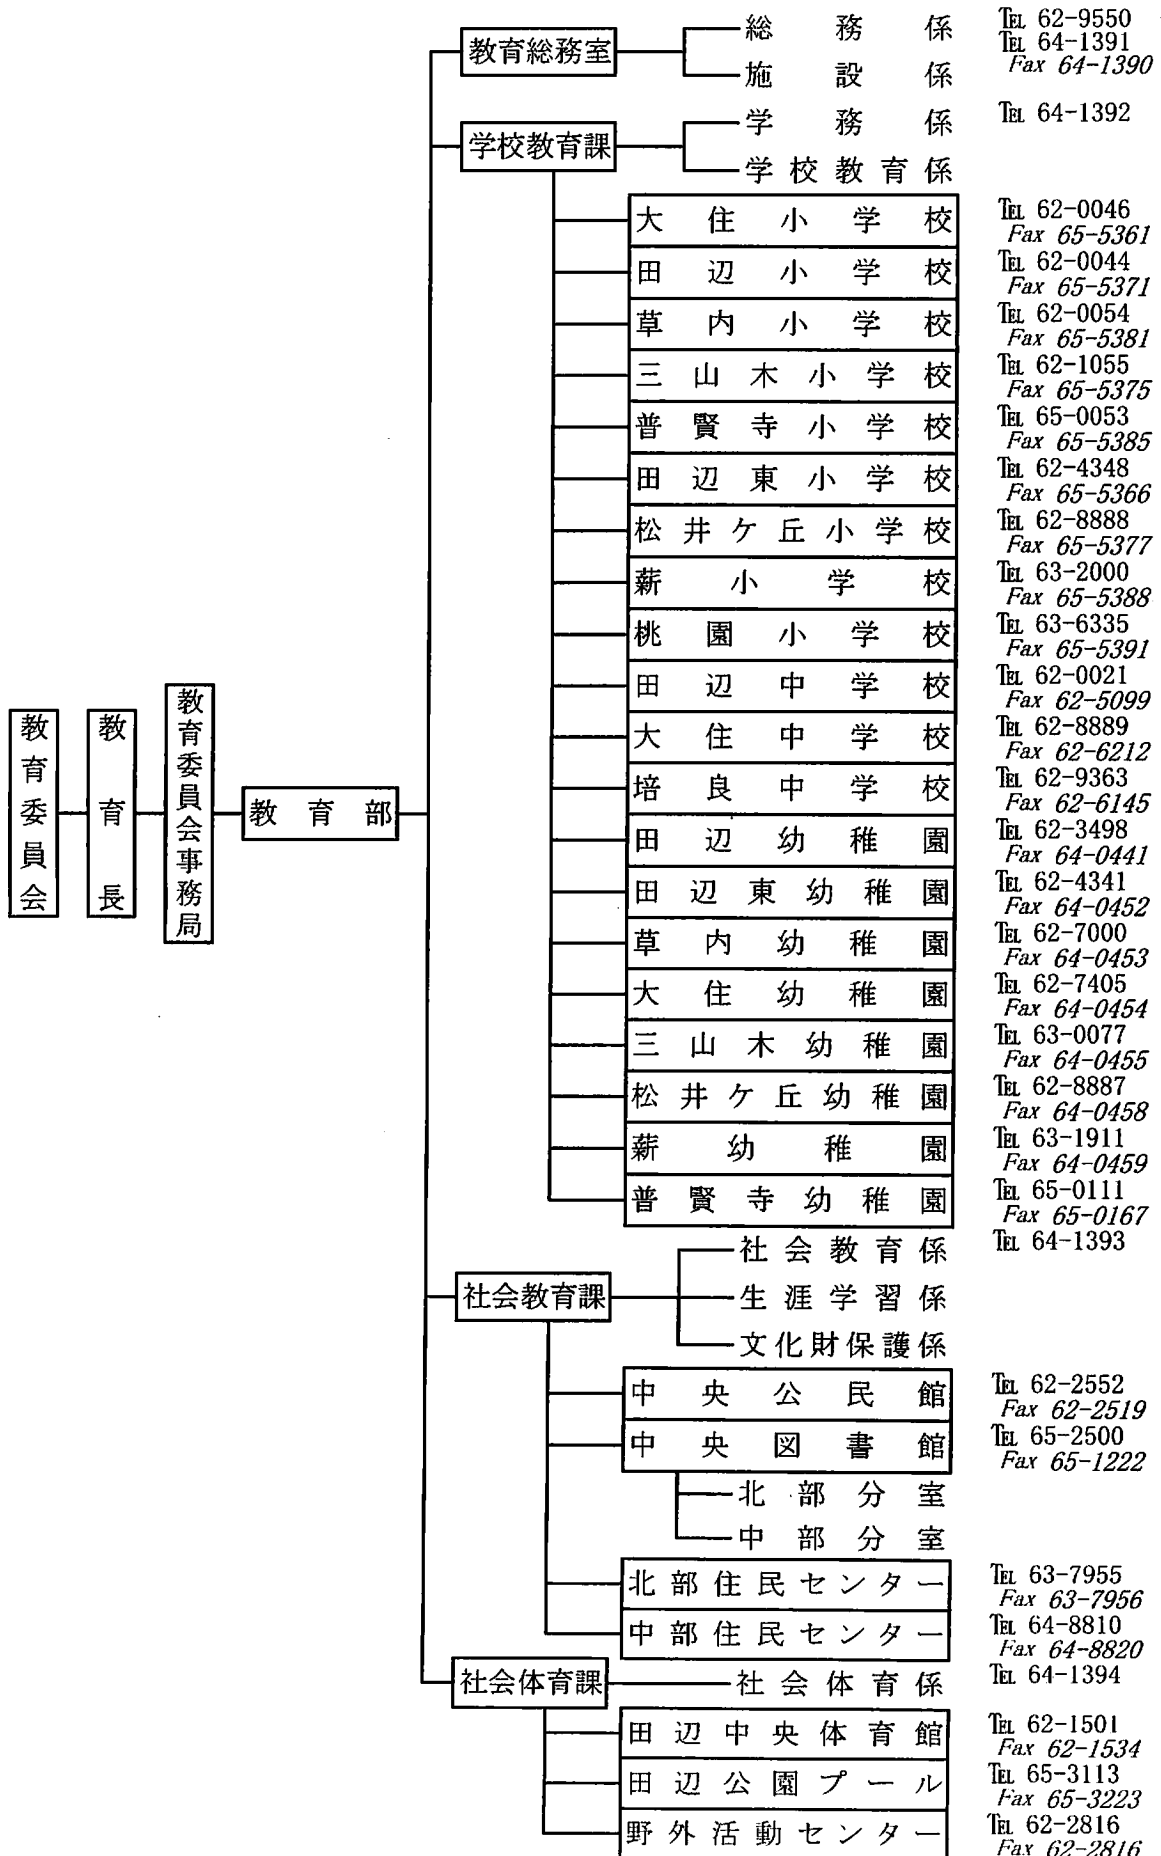 教育委員会
教育長
教育委員会事務局
教育部
教育総務室
総務係 ℡ 62-9550
℡ 64-1391
Fax 64-1390
施設係
学校教育課
学務係 ℡ 64-1392
学校教育係
大住小学校 ℡ 62-0046
Fax 65-5361
田辺小学校 ℡ 62-0044
Fax 65-5371
草内小学校 ℡ 62-0054
Fax 65-5381
三山木小学校 ℡ 62-1055
Fax 65-5375
普賢寺小学校 ℡ 65-0053
Fax 65-5385
田辺東小学校 ℡ 62-4348
Fax 65-5366
松井ケ丘小学校 ℡ 62-8888
Fax 65-5377
薪小学校 ℡ 63-2000
Fax 65-5388
桃園小学校 ℡ 63-6335
Fax 65-5391
田辺中学校 ℡ 62-0021
Fax 62-5099
大住中学校 ℡ 62-8889
Fax 62-6212
培良中学校 ℡ 62-9363
Fax 62-6145
田辺幼稚園 ℡ 62-3498
Fax 64-0441
田辺東幼稚園 ℡ 62-4341
Fax 64-0452
草内幼稚園 ℡ 62-7000
Fax 64-0453
大住幼稚園 ℡ 62-7405
Fax 64-0454
三山木幼稚園 ℡ 63-0077
Fax 64-0455
松井ケ丘幼稚園 ℡ 62-8887
Fax 64-0458
薪幼稚園 ℡ 63-1911
Fax 64-0459
普賢寺幼稚園 ℡ 65-0111
Fax 65-0167
社会教育課
社会教育係 ℡ 64-1393
生涯学習係
文化財保護係
中央公民館 ℡ 62-2552
Fax 62-2519
中央図書館 ℡ 65-2500
Fax 65-1222
北部分室
中部分室
北部住民センター ℡ 63-7955
Fax 63-7956
中部住民センター ℡ 64-8810
Fax 64-8820
社会体育課
社会体育係 ℡ 64-1394
田辺中央体育館 ℡ 62-1501
Fax 62-1534
田辺公園プール ℡ 65-3113
Fax 65-3223
野外活動センター ℡ 62-2816
Fax 62-2816